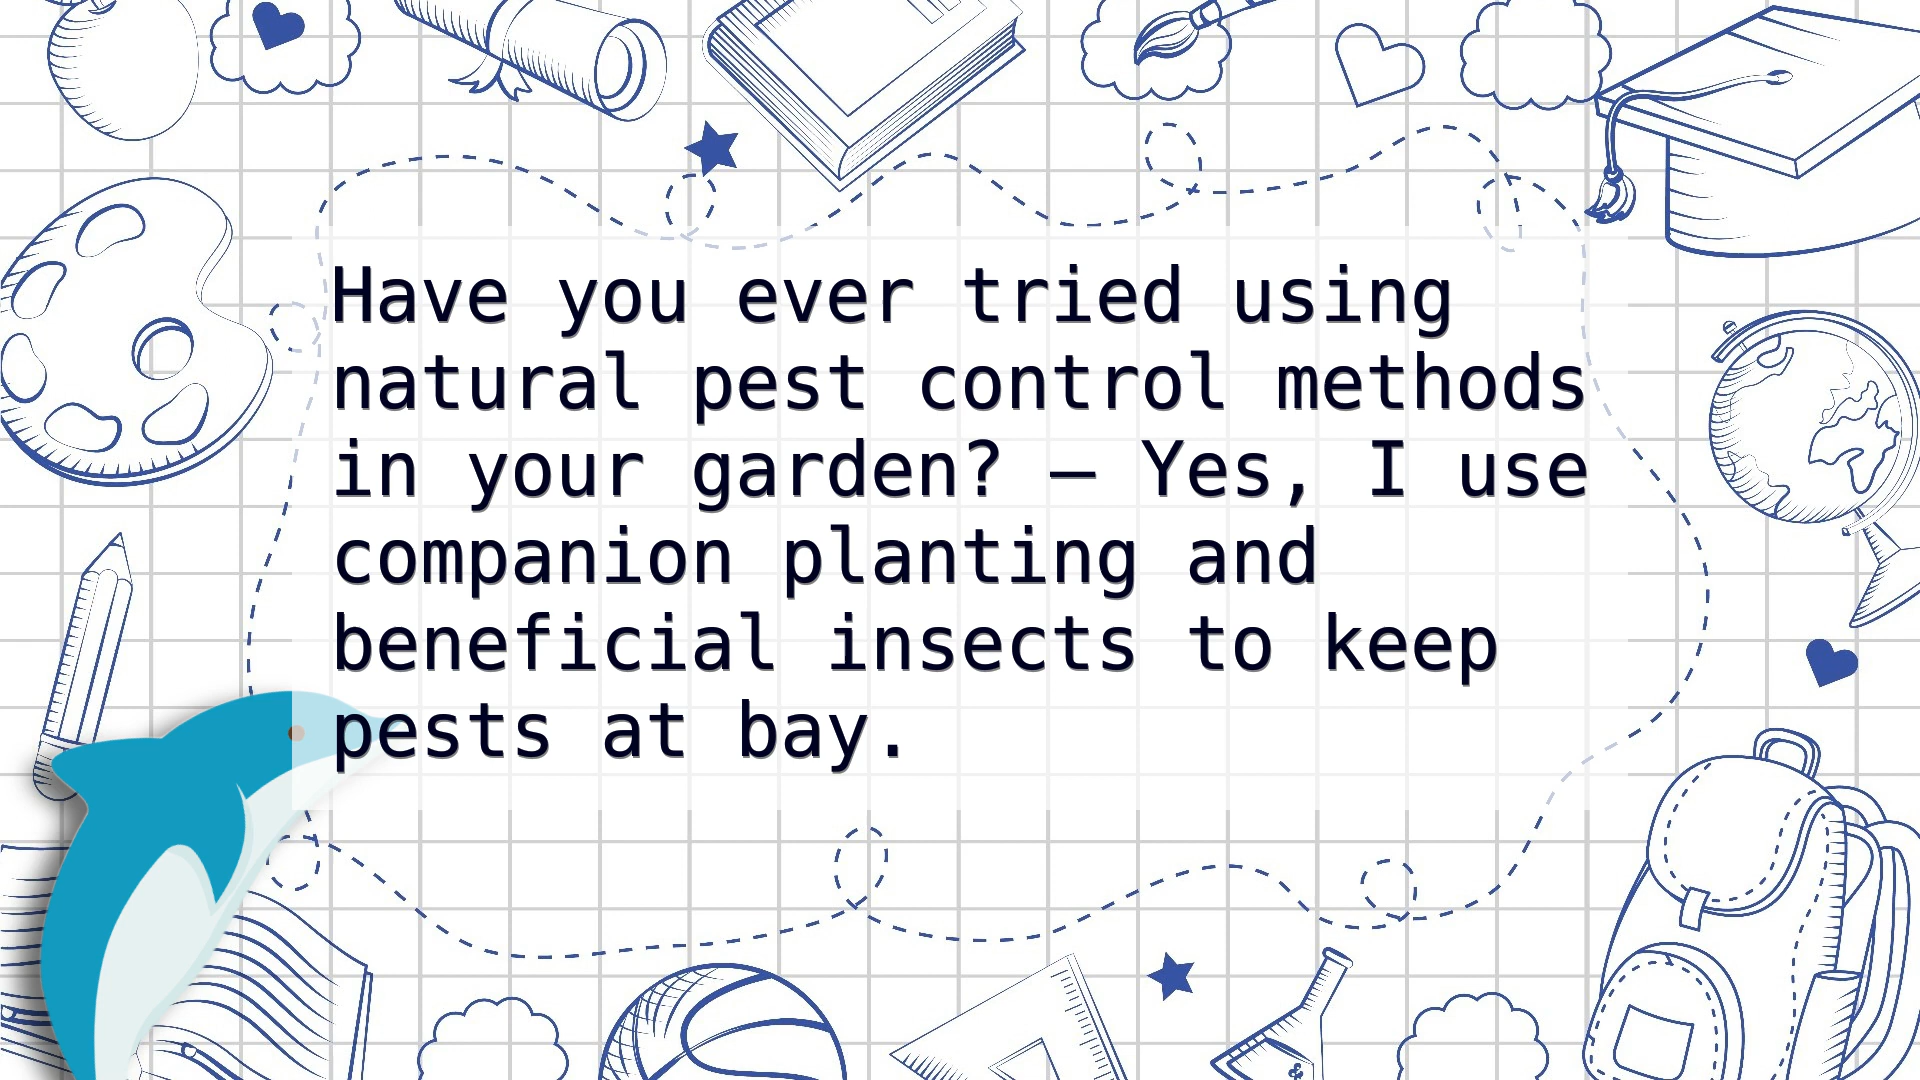 Have you ever tried using
natural pest control methods
in your garden? – Yes, I use
companion planting and
beneficial insects to keep
pests at bay.